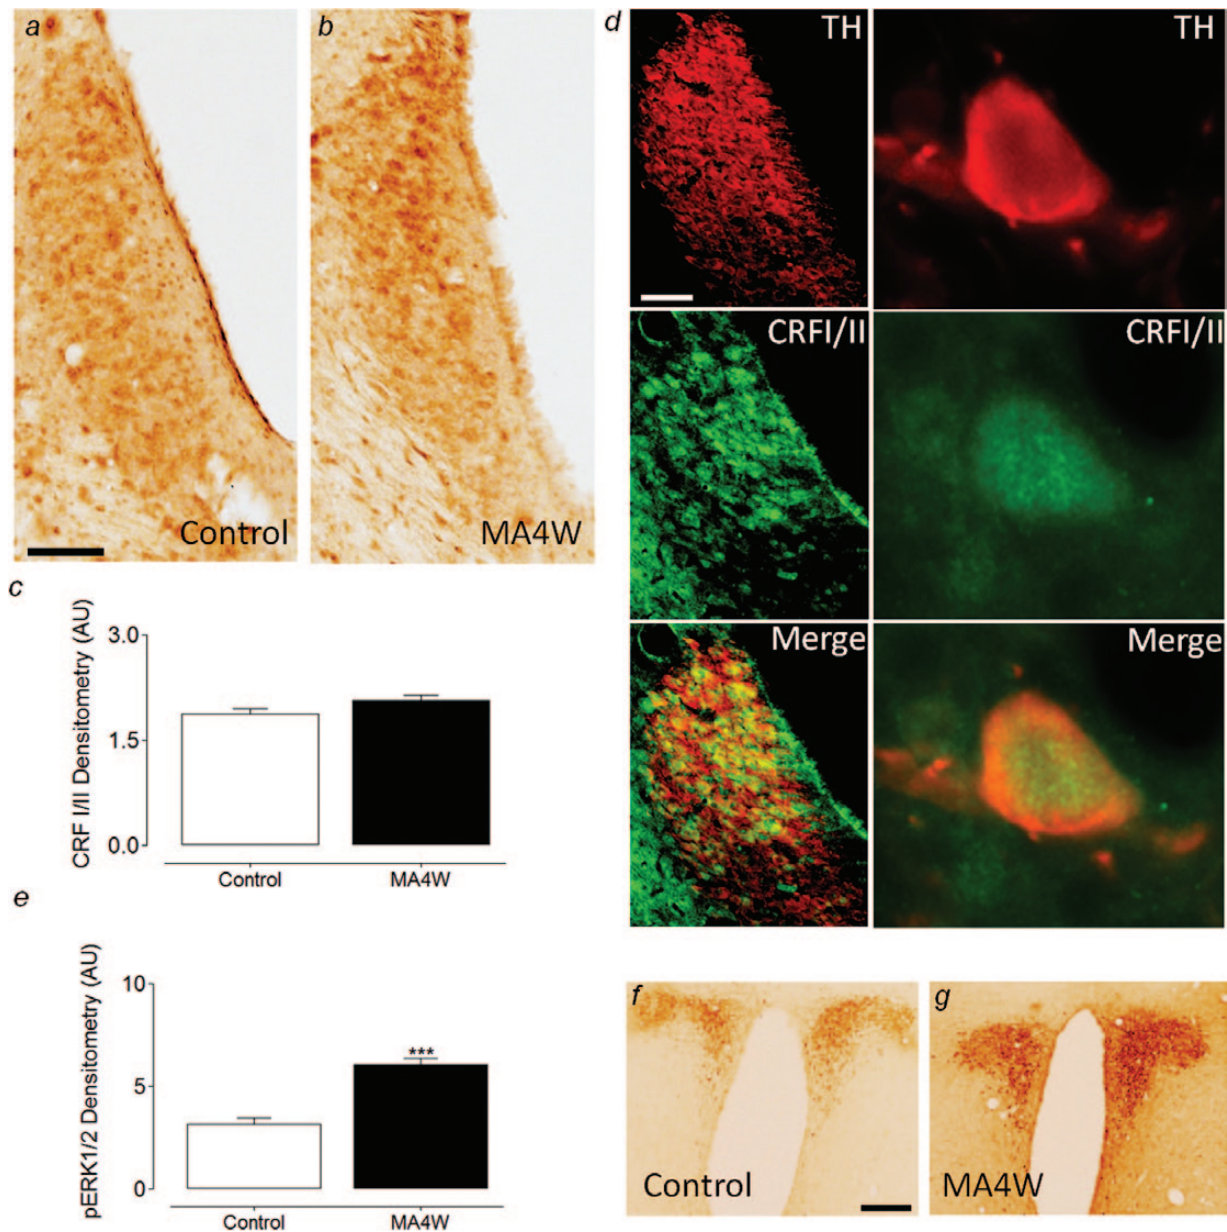 a
Control
b
MA4W
c
CRF I/II Densitometry (AU)
3.0
1.5
0.0
Control
MA4W
d
TH
TH
CRFI/II
CRFI/II
Merge
Merge
e
pERK1/2 Densitometry (AU)
10
5
0
***
Control
MA4W
f
Control
g
MA4W